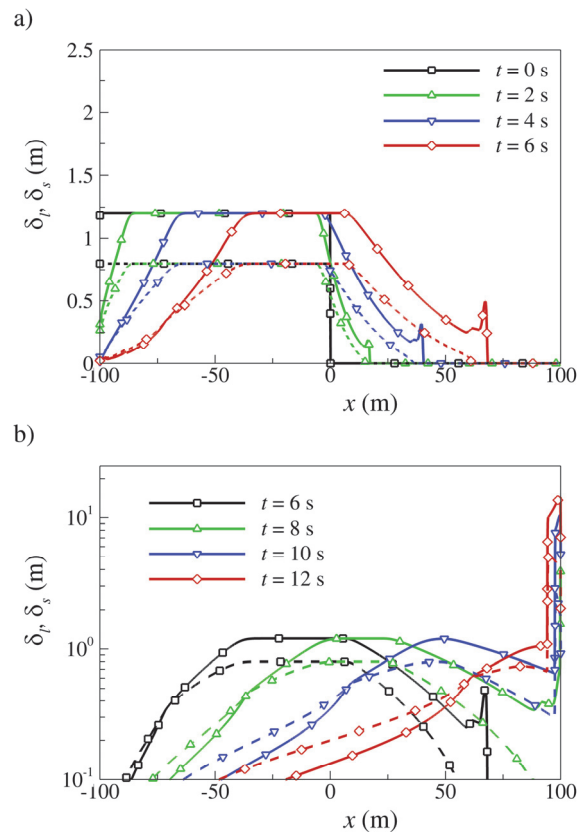 a)
2.5
2
1.5
1
0.5
0
δl, δs (m)
t = 0 s
t = 2 s
t = 4 s
t = 6 s
-100 -50 0 50 100
x (m)
b)
10¹
10⁰
10⁻¹
δl, δs (m)
t = 6 s
t = 8 s
t = 10 s
t = 12 s
-100 -50 0 50 100
x (m)